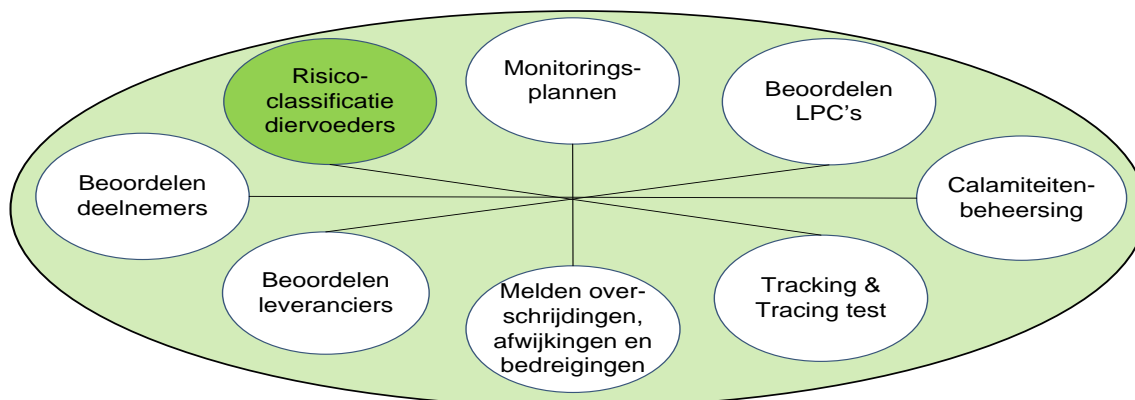 Risico-
classificatie
diervoeders
Monitorings-
plannen
Beoordelen
LPC's
Beoordelen
deelnemers
Calamiteiten-
beheersing
Beoordelen
leveranciers
Melden over-
schrijdingen,
afwijkingen en
bedreigingen
Tracking &
Tracing test